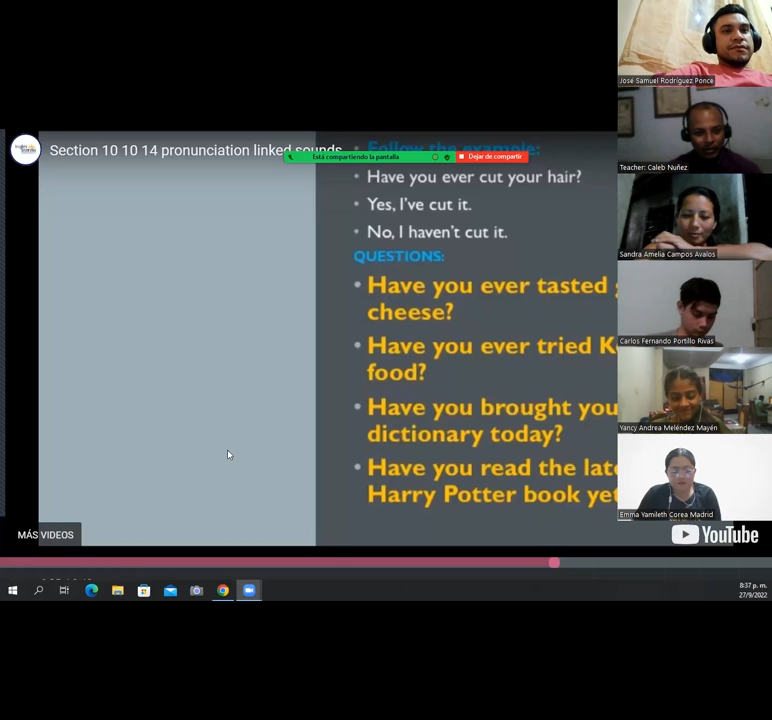 Section 10 10 14 pronunciation linked sounds
Está compartiendo la pantalla
Dejar de compartir
Follow the example:
Have you ever cut your hair?
Yes, I've cut it.
No, I haven't cut it.
QUESTIONS:
Have you ever tasted
cheese?
Have you ever tried
food?
Have you brought you
dictionary today?
Have you read the
Harry Potter book
MÁS VIDEOS
YouTube
José Samuel Rodríguez Ponce
Teacher: Caleb Nuñez
Sandra Amelia Campos Avalos
Carlos Fernando Portillo Rivas
Yancy Andrea Meléndez Mayén
Emma Yamileth Corea Madrid
8:37 p. m.
27/9/2022